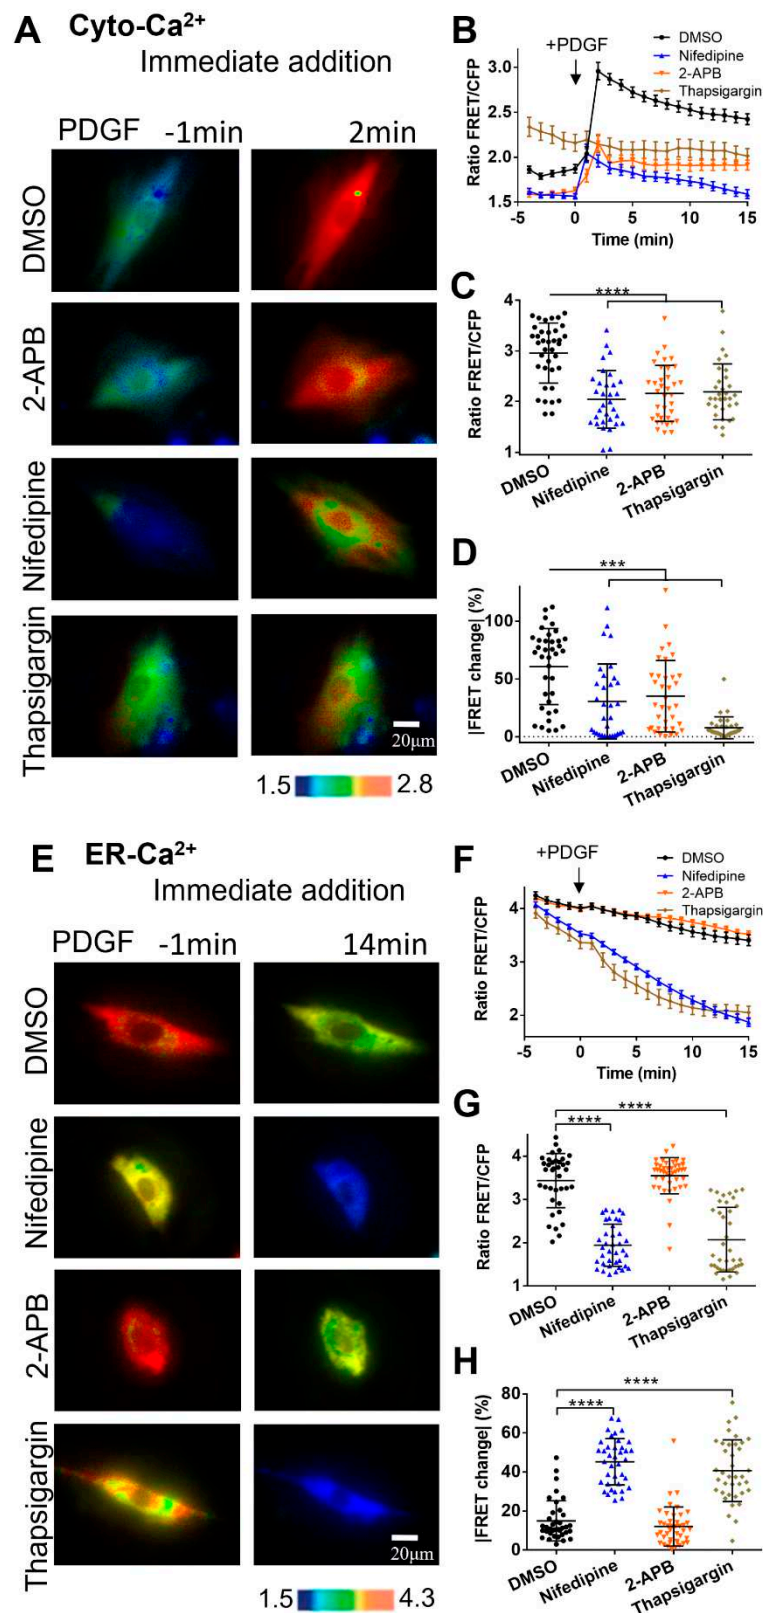 A Cyto-Ca²⁺
Immediate addition
PDGF -1min 2min
DMSO
2-APB
Nifedipine
Thapsigargin
20μm
1.5 2.8
B
+PDGF
DMSO
Nifedipine
2-APB
Thapsigargin
Ratio FRET/CFP
3.0
2.5
2.0
1.5
-5 0 5 10 15
Time (min)
C
****
Ratio FRET/CFP
4
3
2
1
DMSO
Nifedipine
2-APB
Thapsigargin
D
***
|FRET change| (%)
100
50
0
DMSO
Nifedipine
2-APB
Thapsigargin
E ER-Ca²⁺
Immediate addition
PDGF -1min 14min
DMSO
Nifedipine
2-APB
Thapsigargin
20μm
1.5 4.3
F
+PDGF
DMSO
Nifedipine
2-APB
Thapsigargin
Ratio FRET/CFP
4
3
2
-5 0 5 10 15
Time (min)
G
****
****
Ratio FRET/CFP
4
3
2
1
DMSO
Nifedipine
2-APB
Thapsigargin
H
****
****
|FRET change| (%)
80
60
40
20
0
DMSO
Nifedipine
2-APB
Thapsigargin